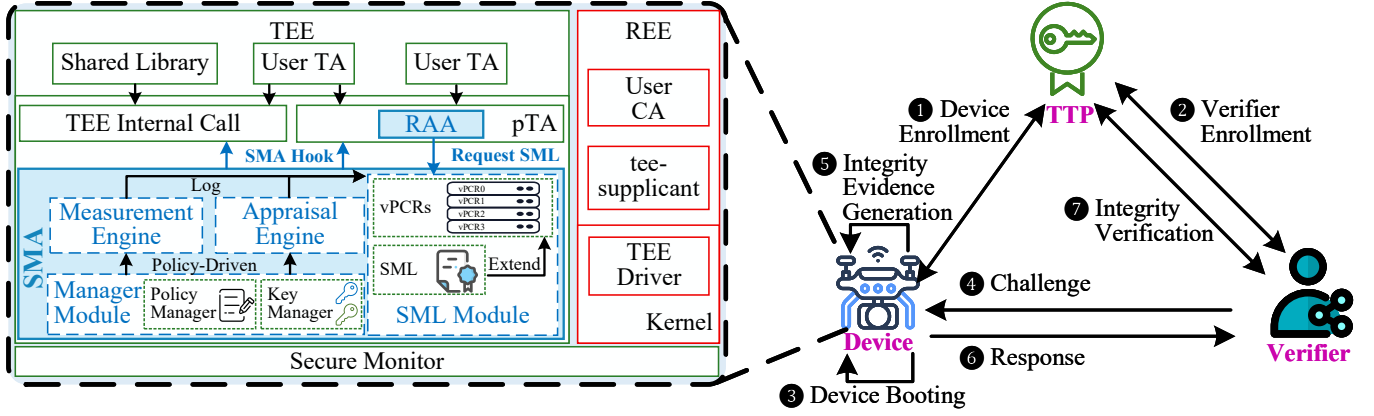 TEE
Shared Library
User TA
User TA
TEE Internal Call
RAA
pTA
SMA Hook
Request SML
SMA
Log
Measurement
Engine
Appraisal
Engine
Policy-Driven
Manager
Module
Policy
Manager
Key
Manager
vPCRs
vPCR0
vPCR1
vPCR2
vPCR3
SML
Extend
SML Module
Secure Monitor
REE
User
CA
tee-
supplicant
TEE
Driver
Kernel
TTP
❶ Device
Enrollment
❷ Verifier
Enrollment
❺ Integrity
Evidence
Generation
❼ Integrity
Verification
❹ Challenge
Device
❻ Response
Verifier
❸ Device Booting